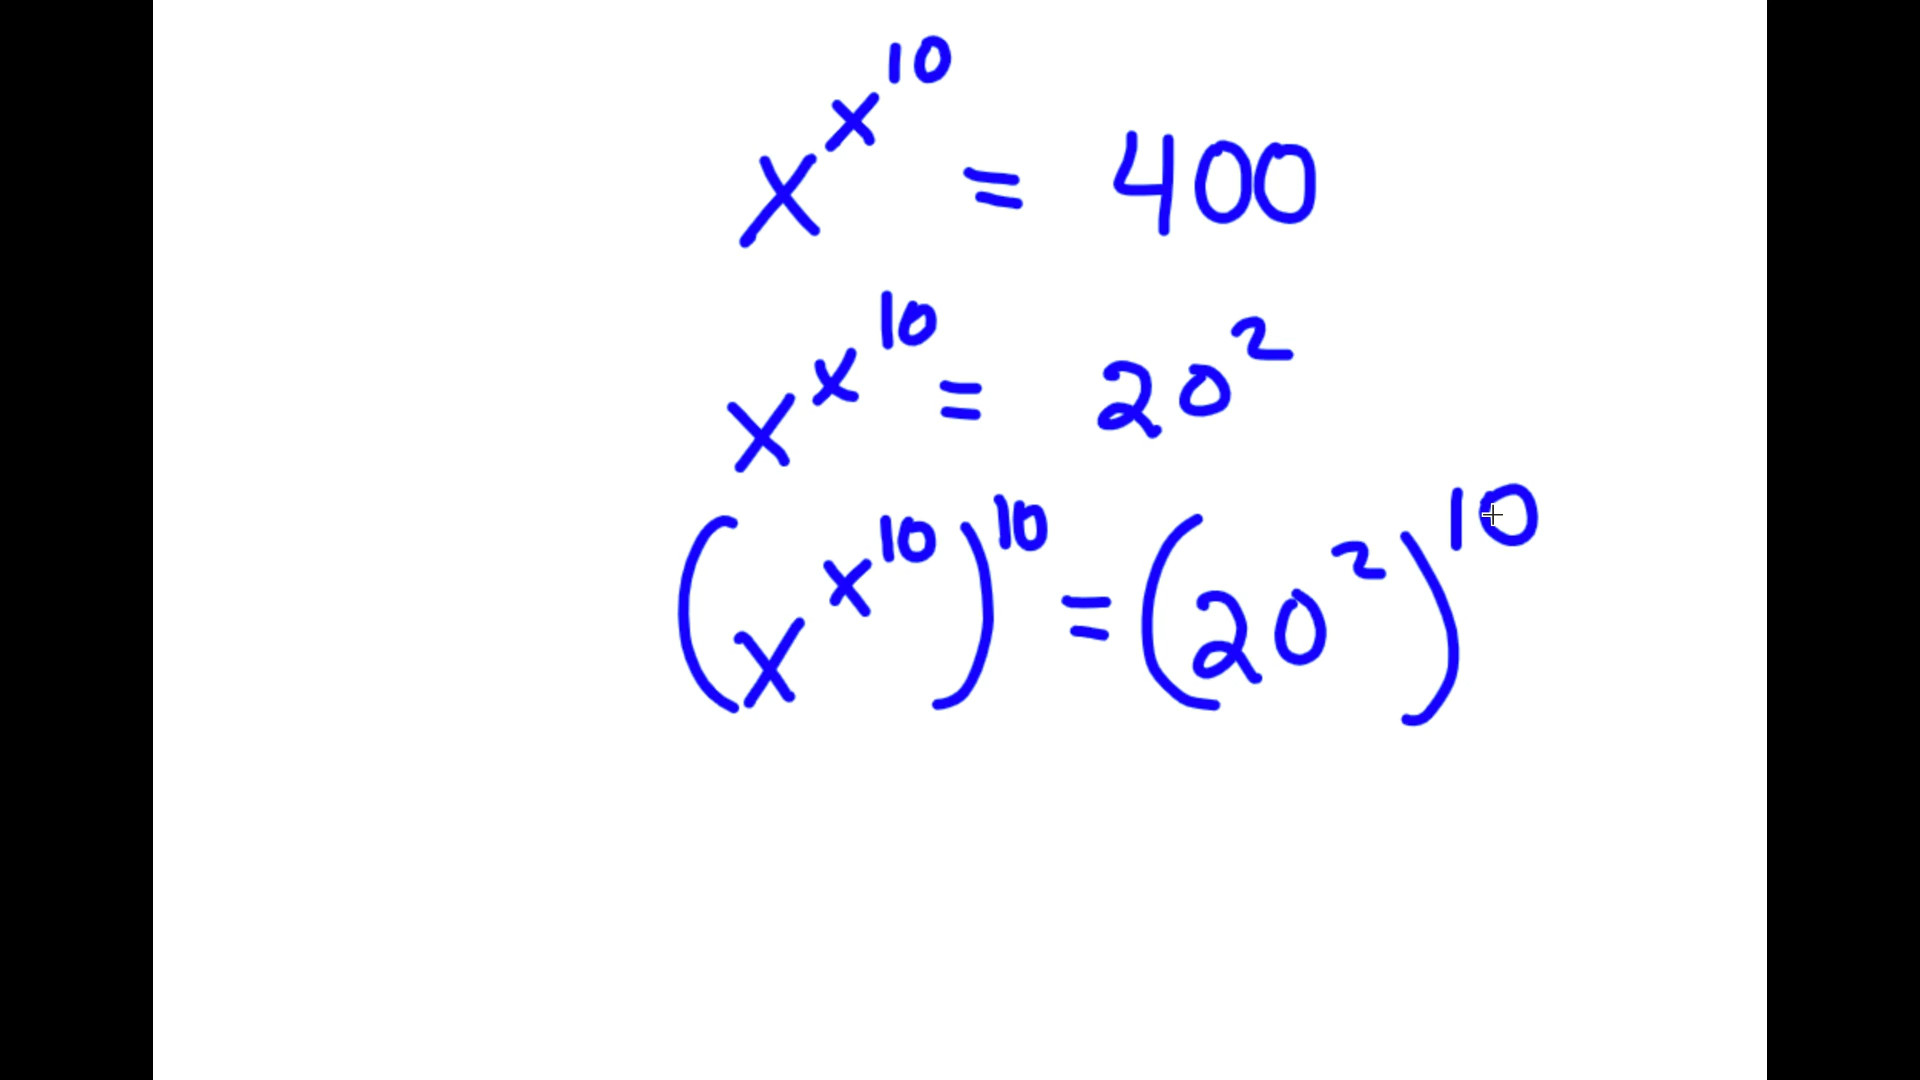 x^{x^{10}} = 400
x^{x^{10}} = 20^2
(x^{x^{10}})^{10} = (20^2)^{10}